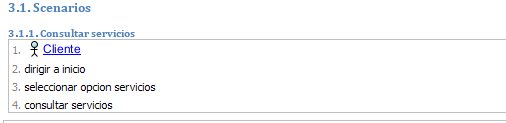 3.1. Scenarios
3.1.1. Consultar servicios
1. Cliente
2. dirigir a inicio
3. seleccionar opcion servicios
4. consultar servicios